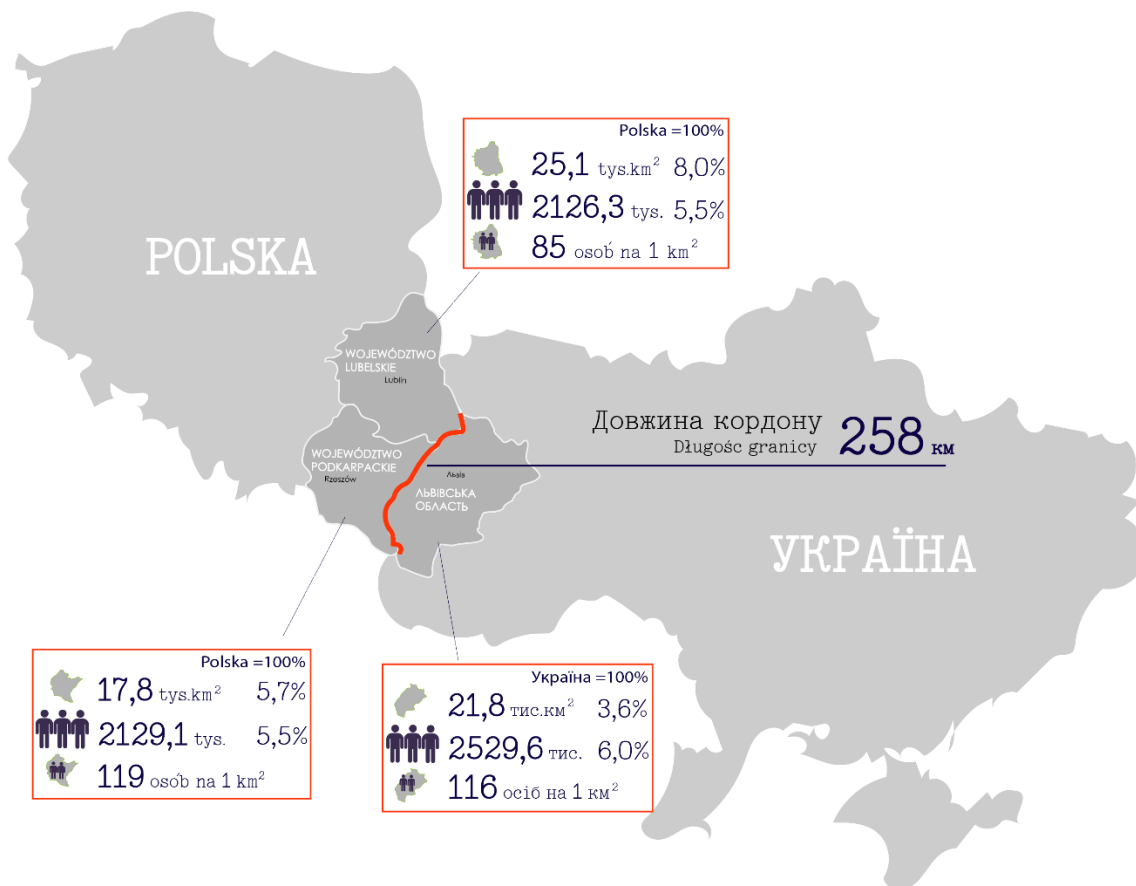 Polska =100%
25,1 tys.km² 8,0%
2126,3 tys. 5,5%
85 osób na 1 km²
POLSKA
WOJEWÓDZTWO
LUBELSKIE
Lublin
Довжина кордону
Długośc granicy
258 км
WOJEWÓDZTWO
PODKARPACKIE
Rzeszów
Львів
ЛЬВІВСЬКА
ОБЛАСТЬ
УКРАЇНА
Polska =100%
17,8 tys.km² 5,7%
2129,1 tys. 5,5%
119 osób na 1 km²
Україна =100%
21,8 тис.км² 3,6%
2529,6 тис. 6,0%
116 осіб на 1 км²